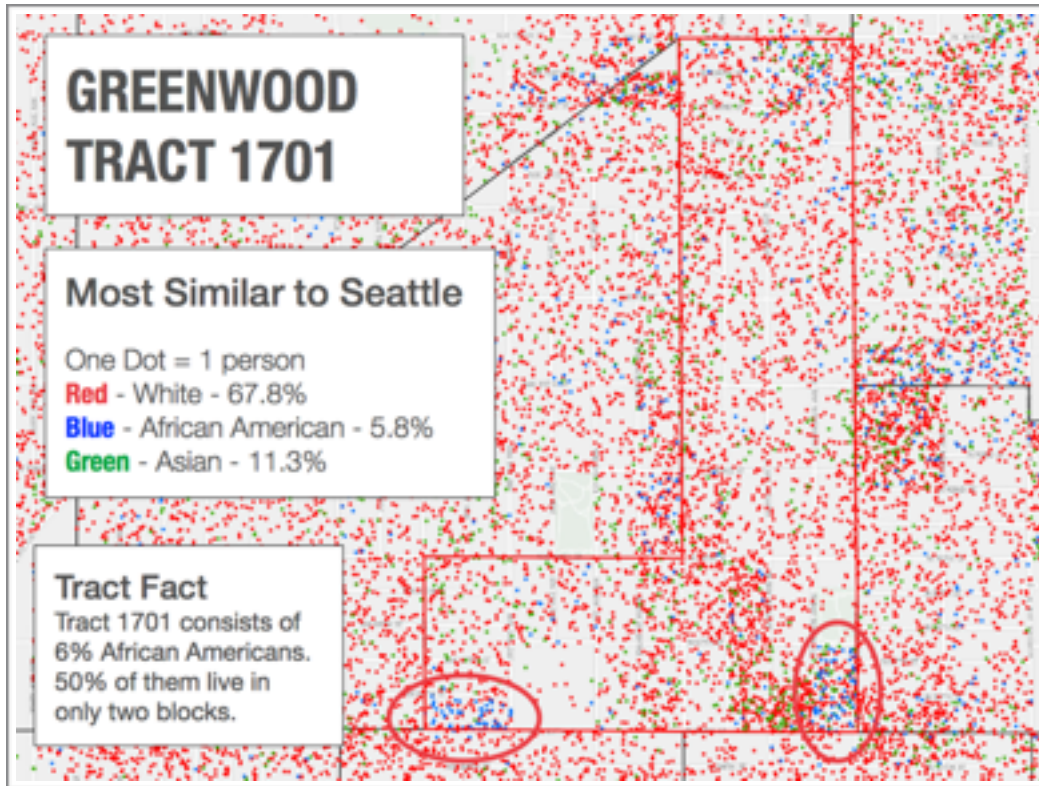 GREENWOOD
TRACT 1701
Most Similar to Seattle
One Dot = 1 person
Red - White - 67.8%
Blue - African American - 5.8%
Green - Asian - 11.3%
Tract Fact
Tract 1701 consists of
6% African Americans.
50% of them live in
only two blocks.